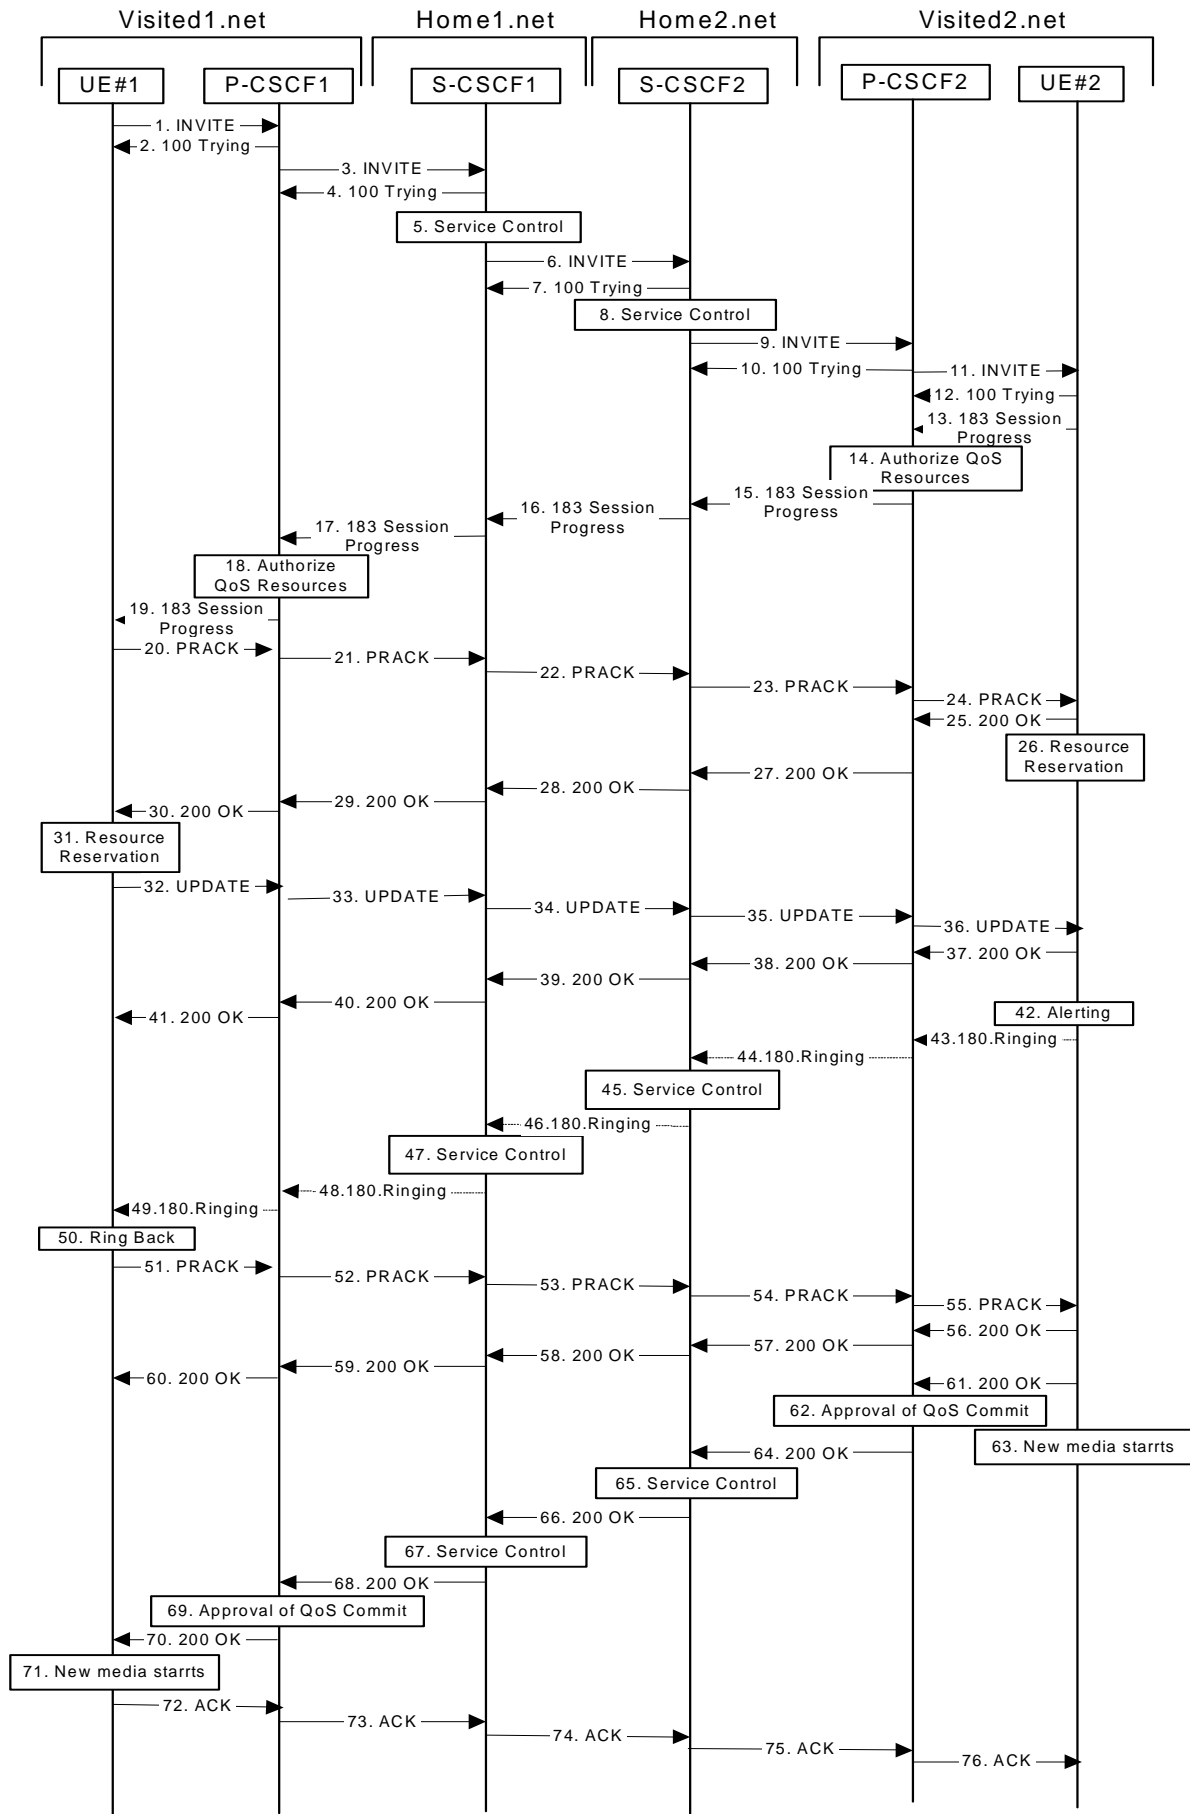 Visited1.net Home1.net Home2.net Visited2.net
UE#1 P-CSCF1 S-CSCF1 S-CSCF2 P-CSCF2 UE#2
1. INVITE
2. 100 Trying
3. INVITE
4. 100 Trying
5. Service Control
6. INVITE
7. 100 Trying
8. Service Control
9. INVITE
10. 100 Trying
11. INVITE
12. 100 Trying
13. 183 Session
Progress
14. Authorize QoS
Resources
15. 183 Session
Progress
16. 183 Session
Progress
17. 183 Session
Progress
18. Authorize
QoS Resources
19. 183 Session
Progress
20. PRACK
21. PRACK
22. PRACK
23. PRACK
24. PRACK
25. 200 OK
26. Resource
Reservation
27. 200 OK
28. 200 OK
29. 200 OK
30. 200 OK
31. Resource
Reservation
32. UPDATE
33. UPDATE
34. UPDATE
35. UPDATE
36. UPDATE
37. 200 OK
38. 200 OK
39. 200 OK
40. 200 OK
41. 200 OK
42. Alerting
43.180.Ringing
44.180.Ringing
45. Service Control
46.180.Ringing
47. Service Control
48.180.Ringing
49.180.Ringing
50. Ring Back
51. PRACK
52. PRACK
53. PRACK
54. PRACK
55. PRACK
56. 200 OK
57. 200 OK
58. 200 OK
59. 200 OK
60. 200 OK
61. 200 OK
62. Approval of QoS Commit
63. New media starrts
64. 200 OK
65. Service Control
66. 200 OK
67. Service Control
68. 200 OK
69. Approval of QoS Commit
70. 200 OK
71. New media starrts
72. ACK
73. ACK
74. ACK
75. ACK
76. ACK